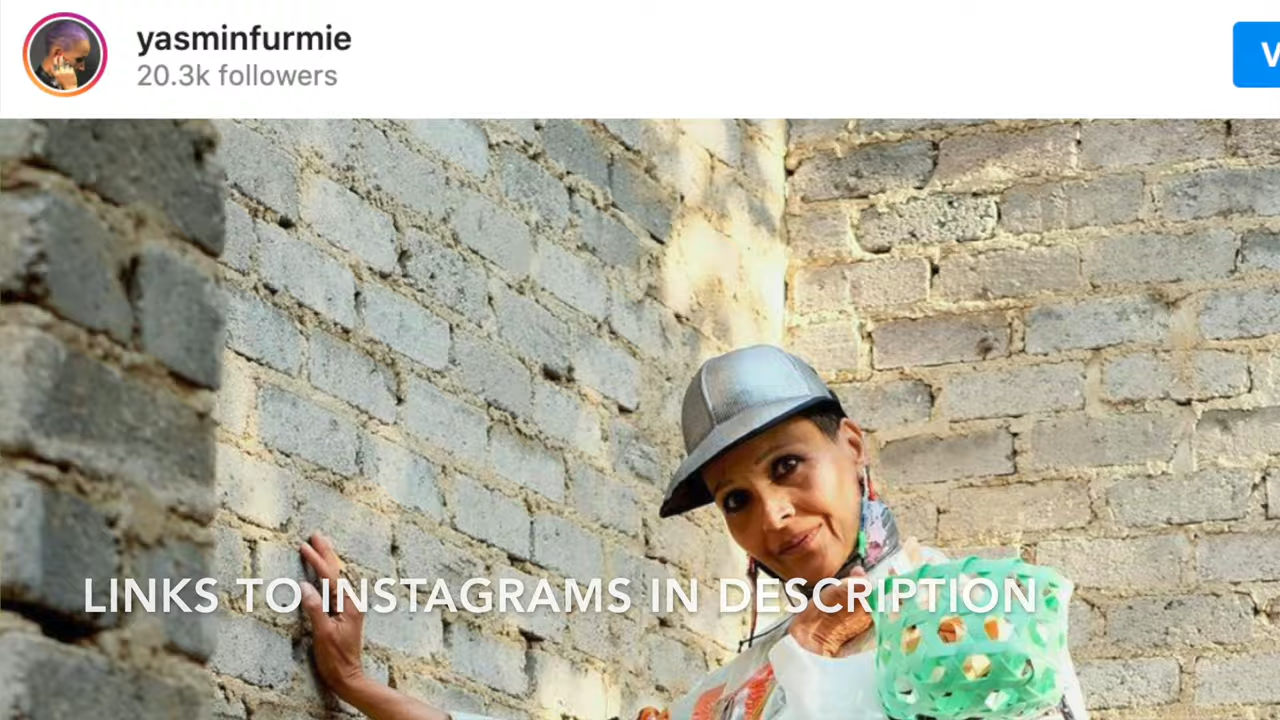 yasminfurmie
20.3k followers
V
LINKS TO INSTAGRAMS IN DESCRIPTION